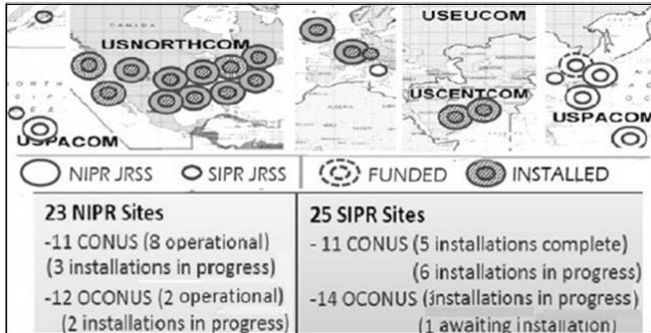 CANADA
USNORTHCOM
USEUCOM
USCENTCOM
USPACOM
USPACOM
ALGERIA
NIPR JRSS
SIPR JRSS
FUNDED
INSTALLED
23 NIPR Sites
-11 CONUS (8 operational)
(3 installations in progress)
-12 OCONUS (2 operational)
(2 installations in progress)
25 SIPR Sites
- 11 CONUS (5 installations complete)
(6 installations in progress)
-14 OCONUS (installations in progress)
(1 awaiting installation)